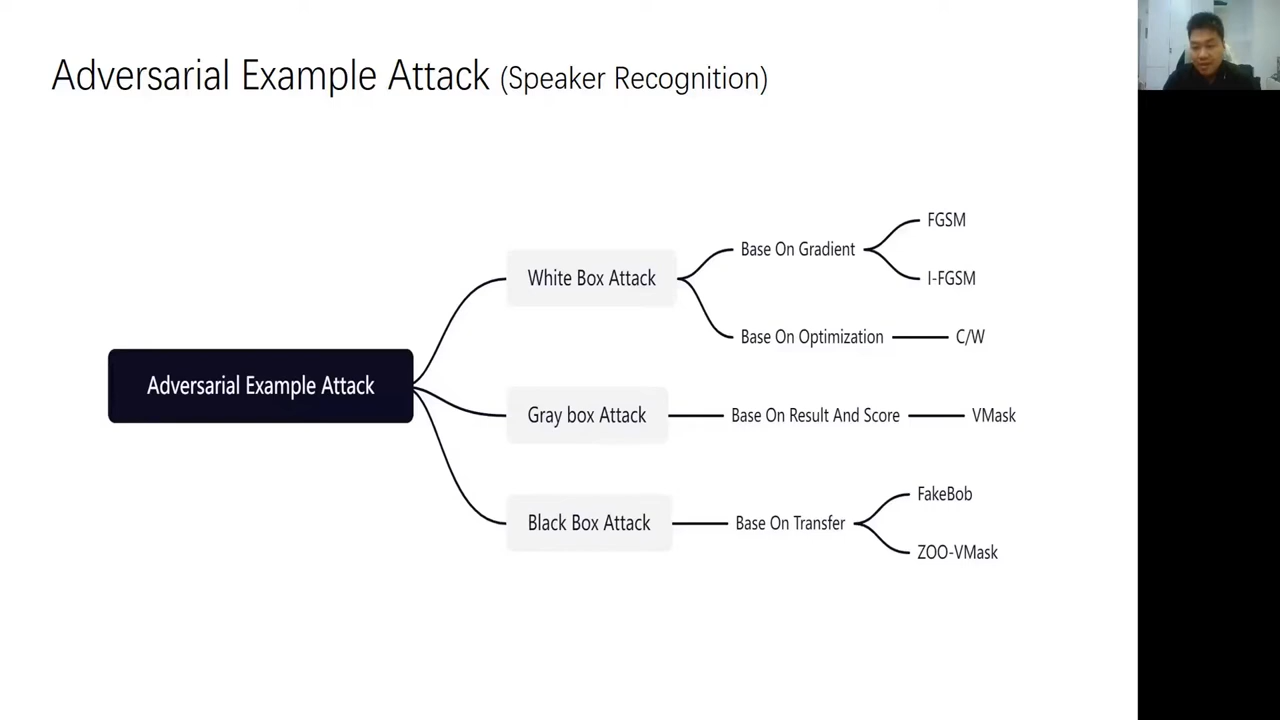 Adversarial Example Attack (Speaker Recognition)
FGSM
Base On Gradient
White Box Attack
I-FGSM
Base On Optimization
C/W
Adversarial Example Attack
Gray box Attack
Base On Result And Score
VMask
FakeBob
Black Box Attack
Base On Transfer
ZOO-VMask